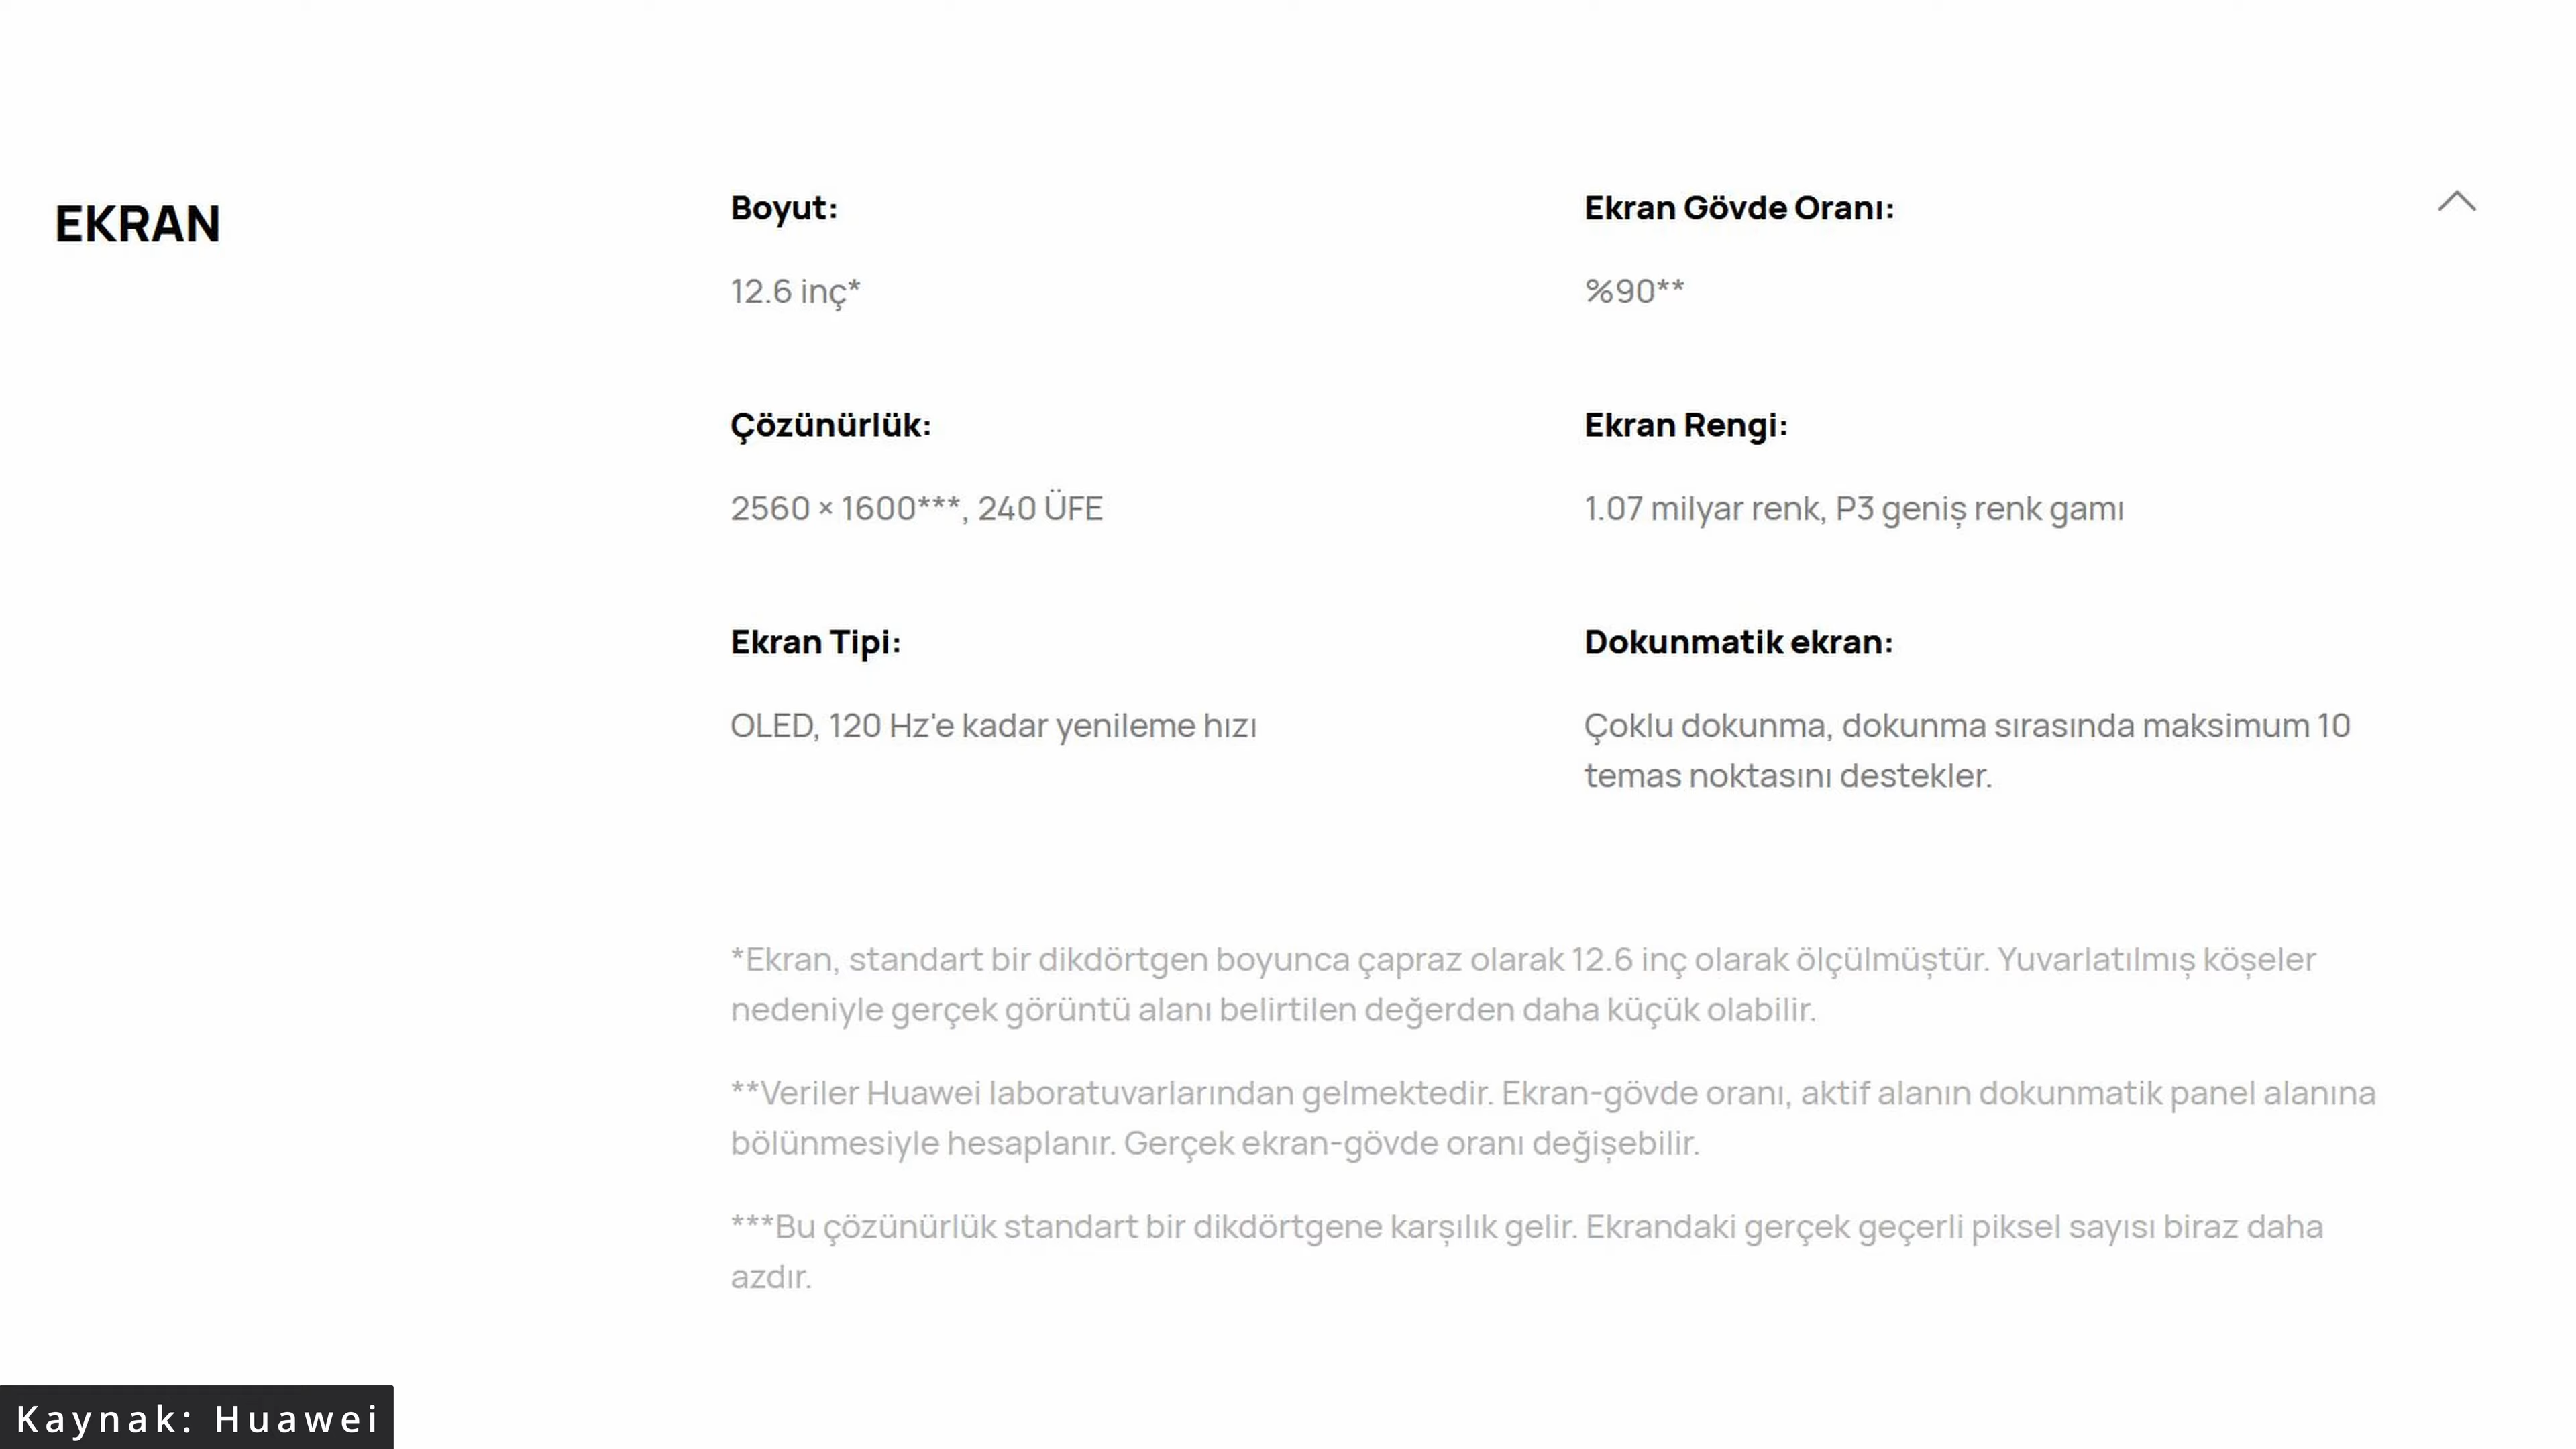 EKRAN
Boyut:
12.6 inç*
Ekran Gövde Oranı:
%90**
Çözünürlük:
2560 × 1600***, 240 ÜFE
Ekran Rengi:
1.07 milyar renk, P3 geniş renk gamı
Ekran Tipi:
OLED, 120 Hz'e kadar yenileme hızı
Dokunmatik ekran:
Çoklu dokunma, dokunma sırasında maksimum 10
temas noktasını destekler.
*Ekran, standart bir dikdörtgen boyunca çapraz olarak 12.6 inç olarak ölçülmüştür. Yuvarlatılmış köşeler
nedeniyle gerçek görüntü alanı belirtilen değerden daha küçük olabilir.
**Veriler Huawei laboratuvarlarından gelmektedir. Ekran-gövde oranı, aktif alanın dokunmatik panel alanına
bölünmesiyle hesaplanır. Gerçek ekran-gövde oranı değişebilir.
***Bu çözünürlük standart bir dikdörtgene karşılık gelir. Ekrandaki gerçek geçerli piksel sayısı biraz daha
azdır.
Kaynak: Huawei